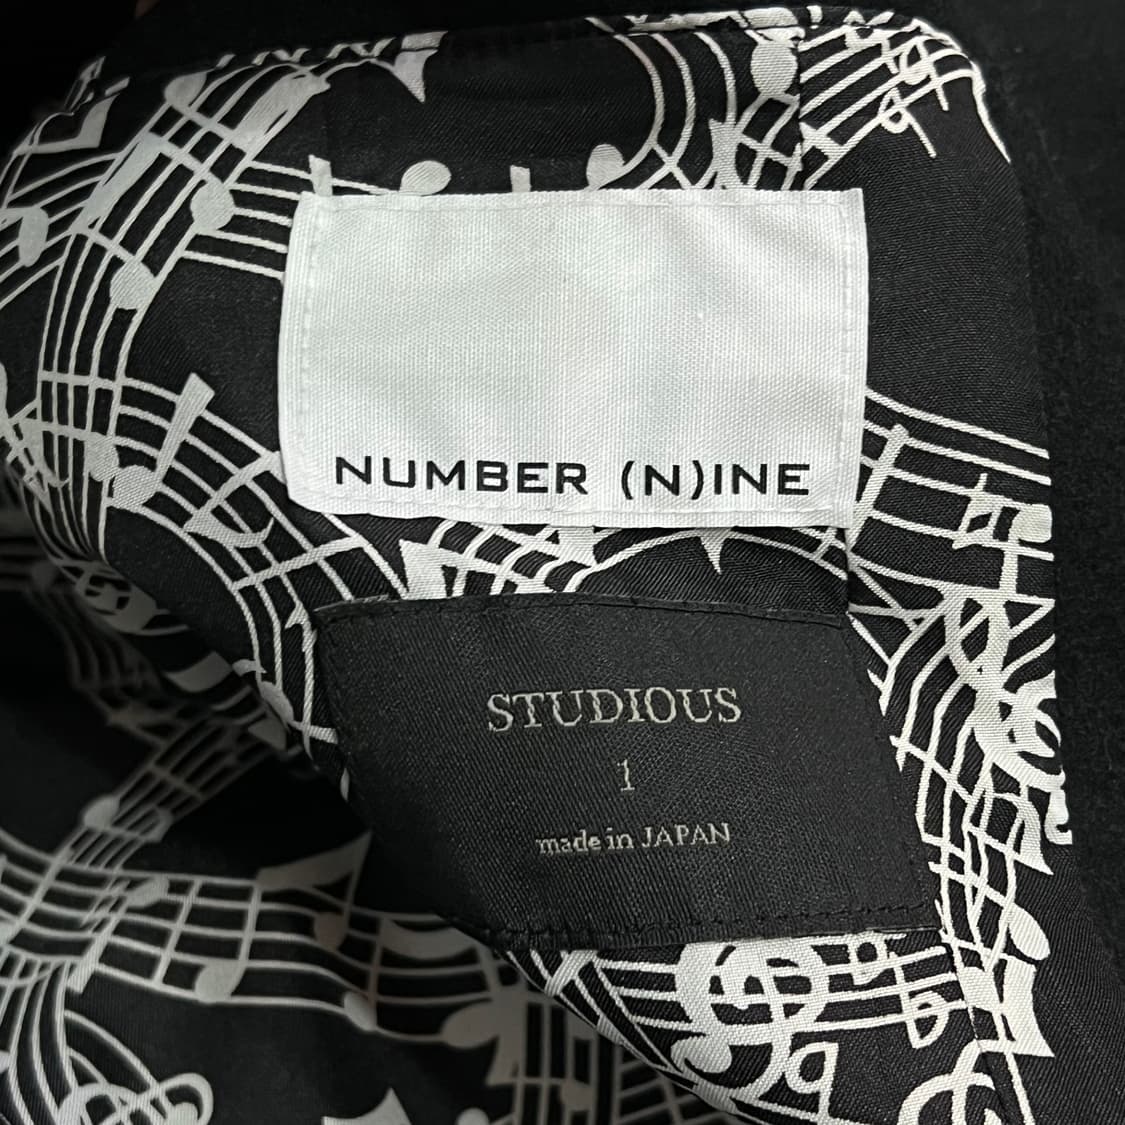 NUMBER (N)INE
STUDIOUS
1
made in JAPAN